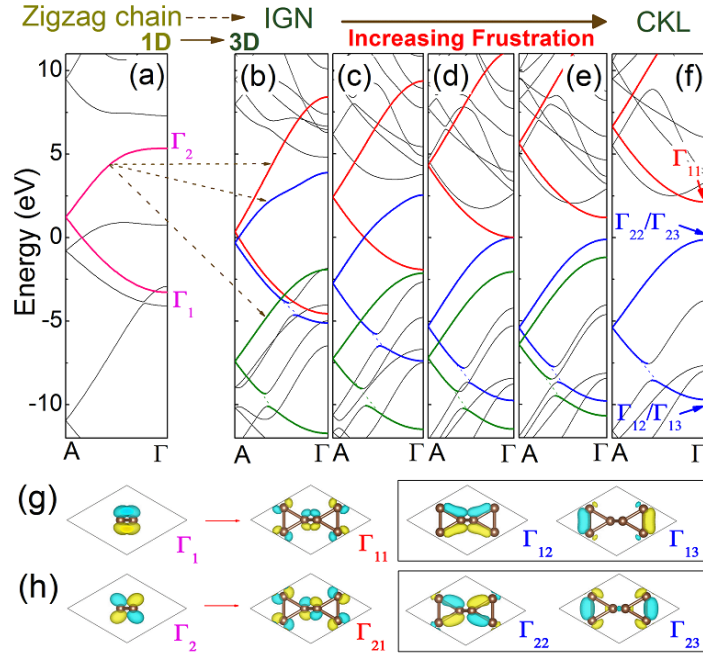 Zigzag chain IGN CKL
1D 3D Increasing Frustration
(a) (b) (c) (d) (e) (f)
10
5
0
-5
-10
Energy (eV)
Γ2
Γ1
Γ11
Γ22/Γ23
Γ12/Γ13
A Γ A Γ A Γ A Γ A Γ A Γ
(g) Γ1 Γ11 Γ12 Γ13
(h) Γ2 Γ21 Γ22 Γ23